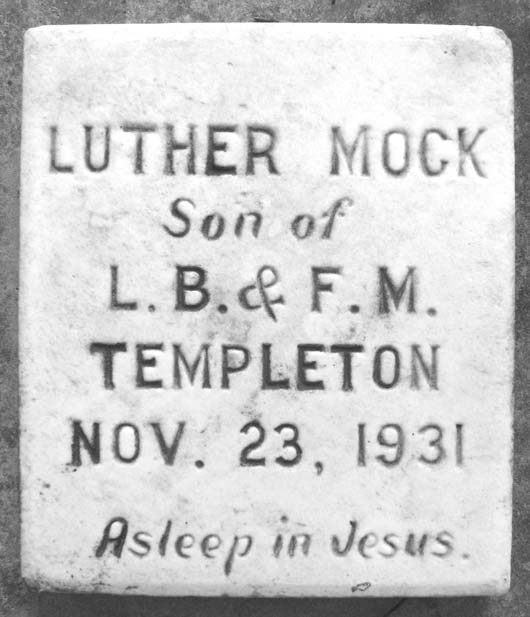 LUTHER MOCK
Son of
L. B. & F. M.
TEMPLETON
NOV. 23, 1931
Asleep in Jesus.